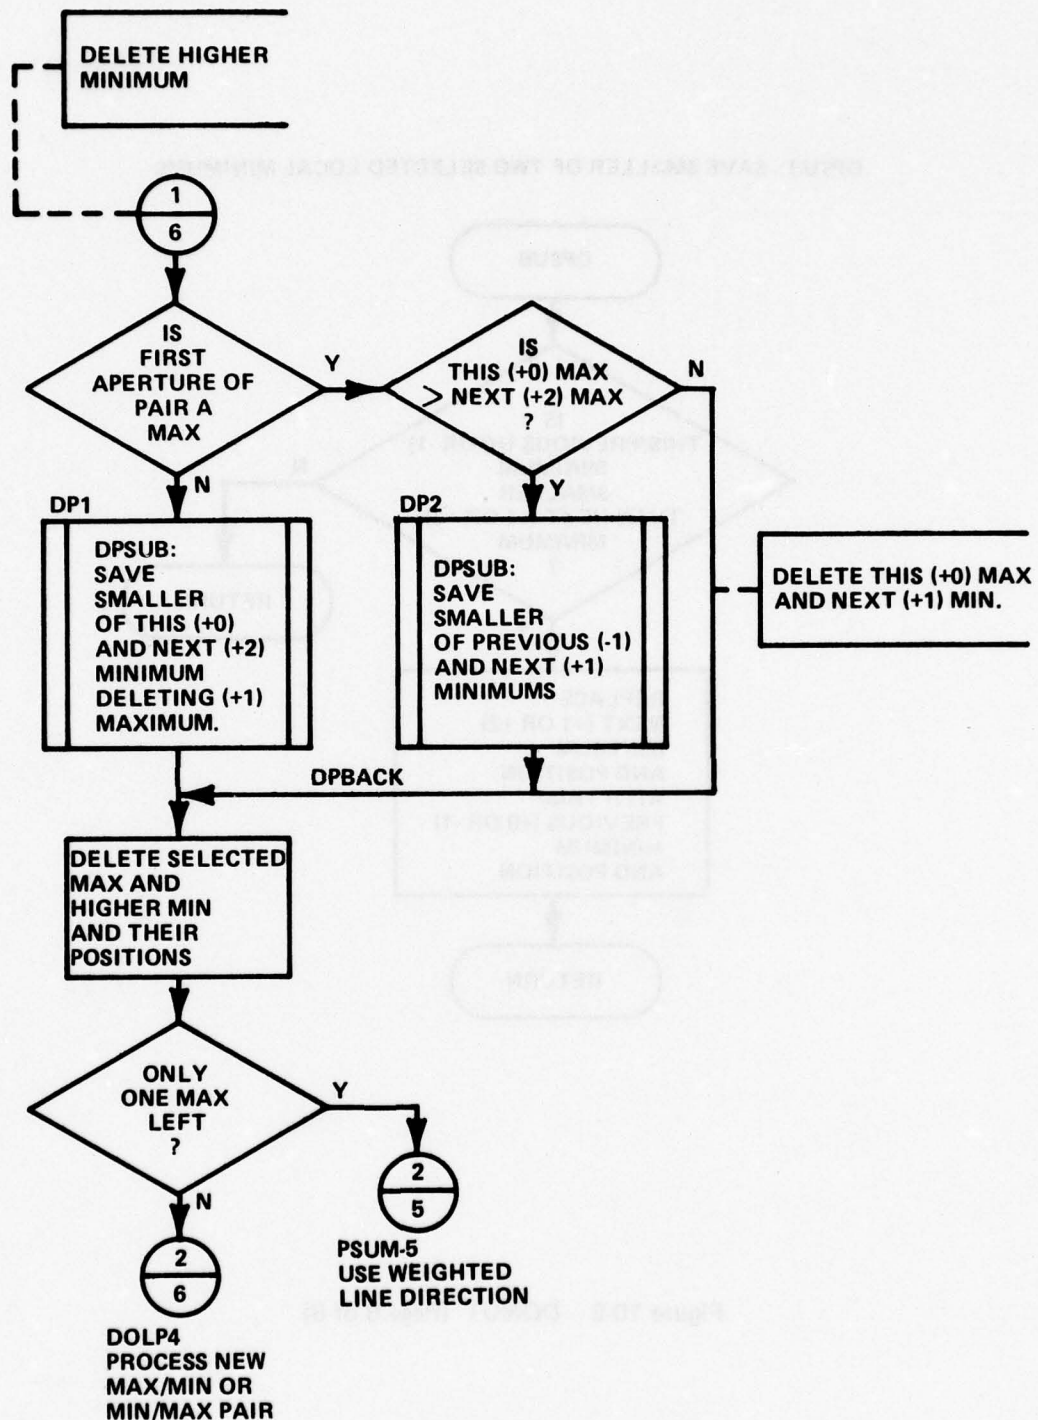 DELETE HIGHER
MINIMUM
1
6
IS
FIRST
APERTURE OF
PAIR A
MAX
Y
N
IS
THIS (+0) MAX
> NEXT (+2) MAX
?
N
Y
DP1
DPSUB:
SAVE
SMALLER
OF THIS (+0)
AND NEXT (+2)
MINIMUM
DELETING (+1)
MAXIMUM.
DP2
DPSUB:
SAVE
SMALLER
OF PREVIOUS (-1)
AND NEXT (+1)
MINIMUMS
DELETE THIS (+0) MAX
AND NEXT (+1) MIN.
DPBACK
DELETE SELECTED
MAX AND
HIGHER MIN
AND THEIR
POSITIONS
ONLY
ONE MAX
LEFT
?
Y
N
2
5
PSUM-5
USE WEIGHTED
LINE DIRECTION
2
6
DOLP4
PROCESS NEW
MAX/MIN OR
MIN/MAX PAIR